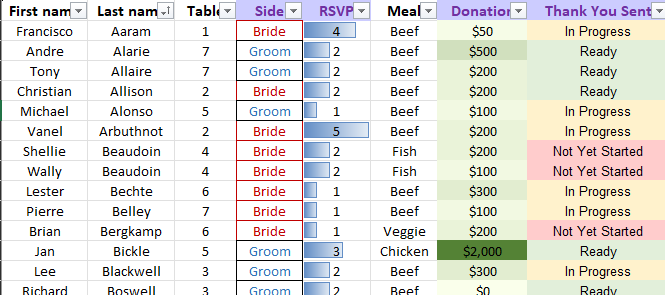 First nam Last nam Table Side RSVP Meal Donation Thank You Sent
Francisco Aaram 1 Bride 4 Beef $50 In Progress
Andre Alarie 7 Groom 2 Beef $500 Ready
Tony Allaire 7 Groom 2 Beef $200 Ready
Christian Allison 2 Bride 2 Beef $200 Ready
Michael Alonso 5 Groom 1 Beef $100 In Progress
Vanel Arbuthnot 2 Bride 5 Beef $200 In Progress
Shellie Beaudoin 4 Bride 2 Fish $200 Not Yet Started
Wally Beaudoin 4 Bride 2 Fish $100 Not Yet Started
Lester Bechte 6 Bride 1 Beef $300 In Progress
Pierre Belley 7 Bride 1 Beef $100 In Progress
Brian Bergkamp 6 Bride 1 Veggie $200 Not Yet Started
Jan Bickle 5 Groom 3 Chicken $2,000 Ready
Lee Blackwell 3 Groom 2 Beef $300 In Progress
Richard Boswell 3 Groom 2 Beef $0 Ready